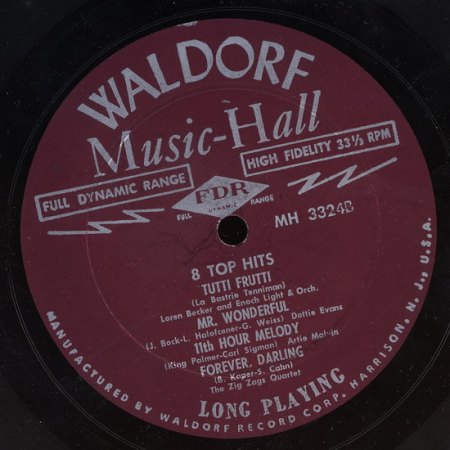 WALDORF
Music-Hall
FULL DYNAMIC RANGE
HIGH FIDELITY 33⅓ RPM
FDR
FULL DYNAMIC RANGE
MH 3324B
8 TOP HITS
TUTTI FRUTTI
(La Bastrie Tenniman)
Loren Becker and Enoch Light & Orch.
MR. WONDERFUL
(J. Bock-L. Holofcener-G. Weiss) Dottie Evans
11th HOUR MELODY
(King Palmer-Carl Sigman) Artie Malvin
FOREVER, DARLING
(B. Kaper-S. Cahn)
The Zig Zags Quartet
LONG PLAYING
MANUFACTURED BY WALDORF RECORD CORP. HARRISON, N. J., U.S.A.